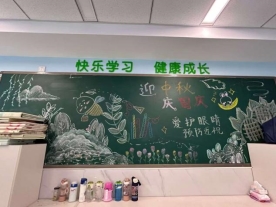 快乐学习 健康成长
迎中秋
庆国庆
爱护眼睛
预防近视